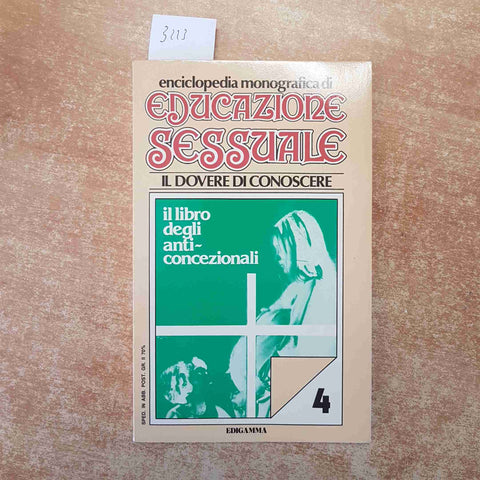 3213
enciclopedia monografica di
EDUCAZIONE
SESSUALE
IL DOVERE DI CONOSCERE
il libro
degli
anti-
concezionali
SPED. IN ABB. POST. GR. II 70%
4
EDIGAMMA